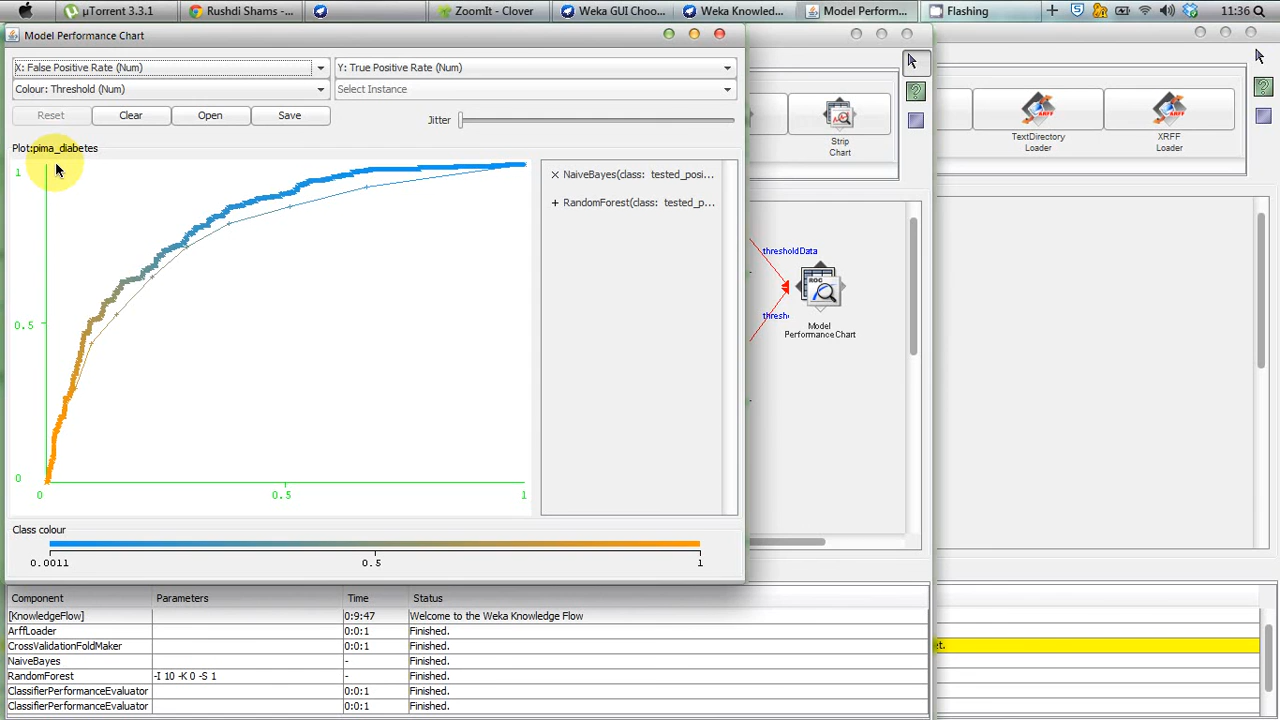 µTorrent 3.3.1
Rushdi Shams -...
ZoomIt - Clover
Weka GUI Choo...
Weka Knowled...
Model Perform...
Flashing
11:36
Model Performance Chart
X: False Positive Rate (Num)
Y: True Positive Rate (Num)
Colour: Threshold (Num)
Select Instance
Reset
Clear
Open
Save
Jitter
Strip
Chart
TextDirectory
Loader
XRFF
Loader
Plot:pima_diabetes
1
0.5
0
0
0.5
1
NaiveBayes(class: tested_posi...
RandomForest(class: tested_p...
thresholdData
thresh
ROC
Model
PerformanceChart
Class colour
0.0011
0.5
1
Component Parameters Time Status
[KnowledgeFlow] 0:9:47 Welcome to the Weka Knowledge Flow
ArffLoader 0:0:1 Finished.
CrossValidationFoldMaker 0:0:1 Finished.
NaiveBayes - Finished.
RandomForest -I 10 -K 0 -S 1 - Finished.
ClassifierPerformanceEvaluator 0:0:1 Finished.
ClassifierPerformanceEvaluator 0:0:1 Finished.
et.